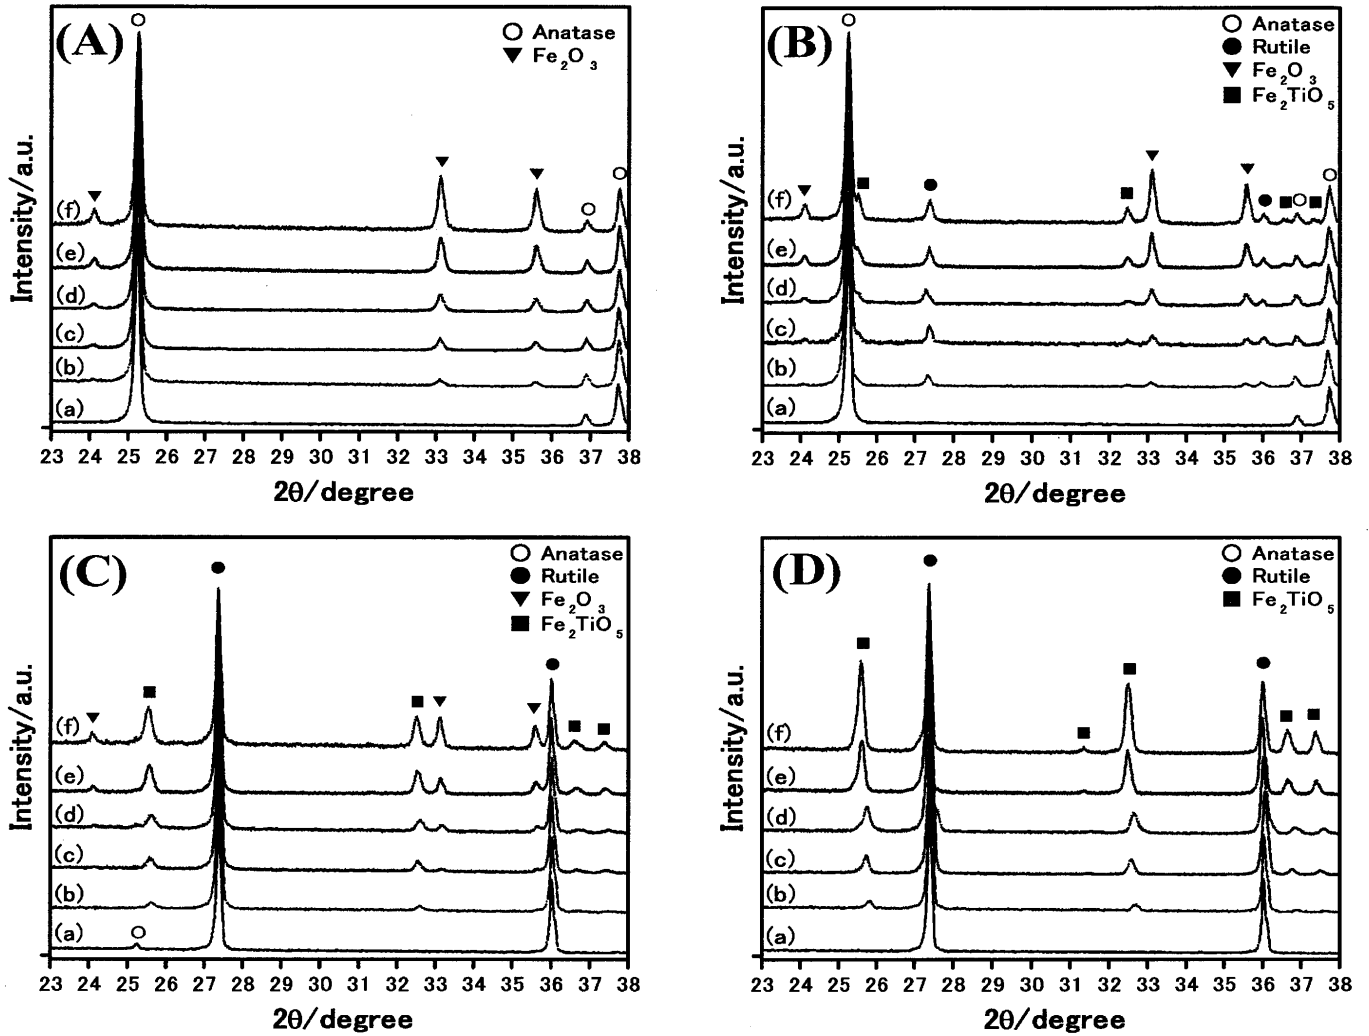 (A)
○ Anatase
▼ Fe₂O₃
Intensity/a.u.
(f)
(e)
(d)
(c)
(b)
(a)
23 24 25 26 27 28 29 30 31 32 33 34 35 36 37 38
2θ/degree
(B)
○ Anatase
● Rutile
▼ Fe₂O₃
■ Fe₂TiO₅
Intensity/a.u.
(f)
(e)
(d)
(c)
(b)
(a)
23 24 25 26 27 28 29 30 31 32 33 34 35 36 37 38
2θ/degree
(C)
○ Anatase
● Rutile
▼ Fe₂O₃
■ Fe₂TiO₅
Intensity/a.u.
(f)
(e)
(d)
(c)
(b)
(a)
23 24 25 26 27 28 29 30 31 32 33 34 35 36 37 38
2θ/degree
(D)
○ Anatase
● Rutile
■ Fe₂TiO₅
Intensity/a.u.
(f)
(e)
(d)
(c)
(b)
(a)
23 24 25 26 27 28 29 30 31 32 33 34 35 36 37 38
2θ/degree